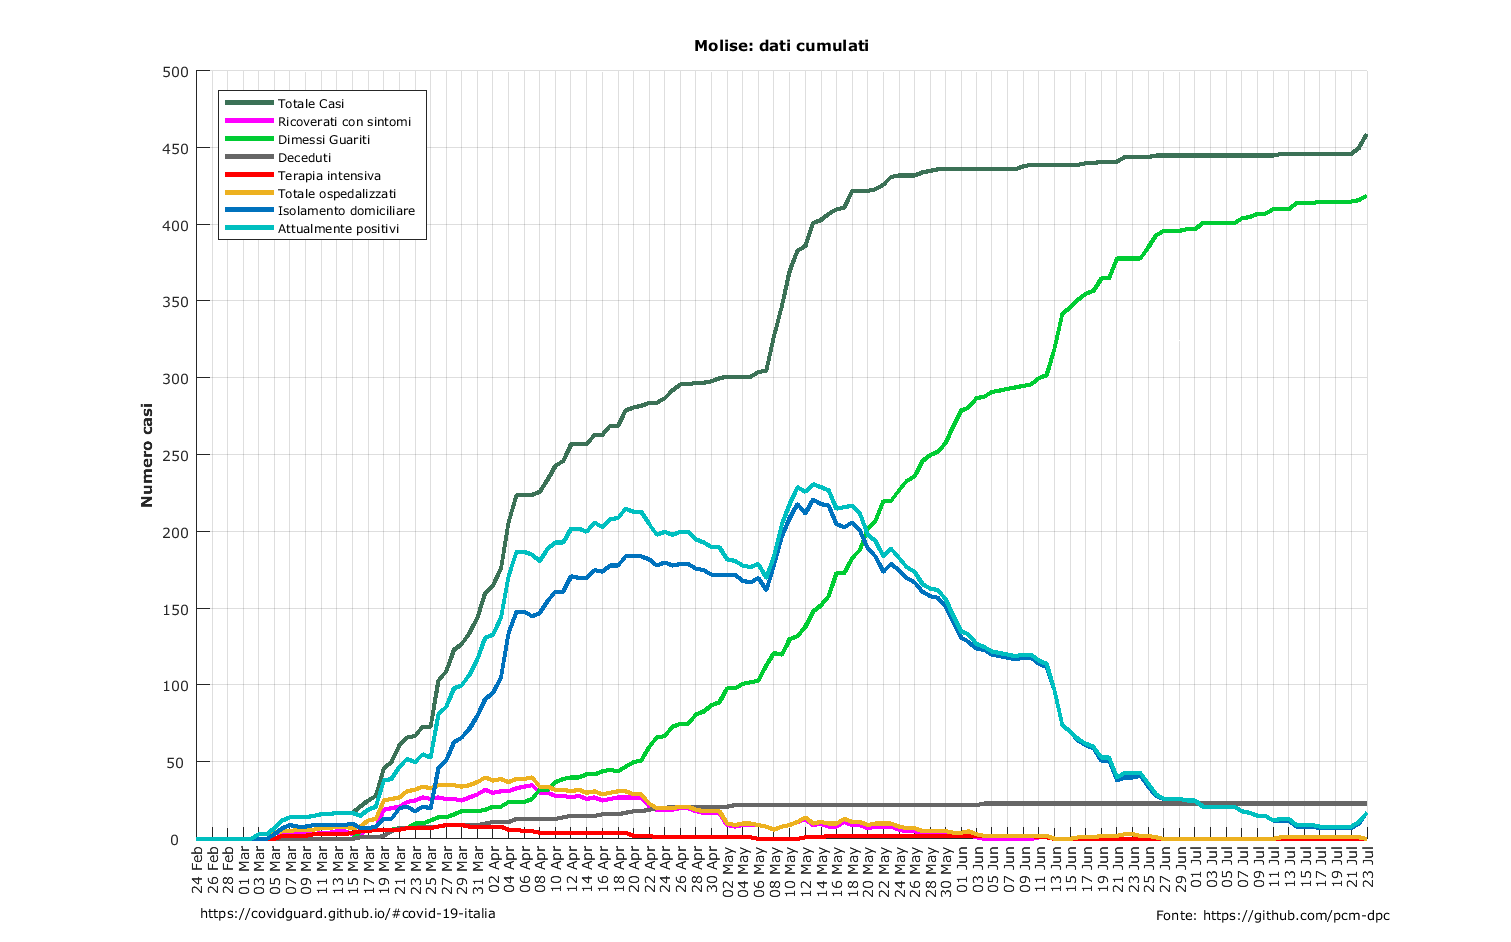 Molise: dati cumulati
500
450
400
350
300
250
200
150
100
50
0
Numero casi
Totale Casi
Ricoverati con sintomi
Dimessi Guariti
Deceduti
Terapia intensiva
Totale ospedalizzati
Isolamento domiciliare
Attualmente positivi
24 Feb
26 Feb
28 Feb
01 Mar
03 Mar
05 Mar
07 Mar
09 Mar
11 Mar
13 Mar
15 Mar
17 Mar
19 Mar
21 Mar
23 Mar
25 Mar
27 Mar
29 Mar
31 Mar
02 Apr
04 Apr
06 Apr
08 Apr
10 Apr
12 Apr
14 Apr
16 Apr
18 Apr
20 Apr
22 Apr
24 Apr
26 Apr
28 Apr
30 Apr
02 May
04 May
06 May
08 May
10 May
12 May
14 May
16 May
18 May
20 May
22 May
24 May
26 May
28 May
30 May
01 Jun
03 Jun
05 Jun
07 Jun
09 Jun
11 Jun
13 Jun
15 Jun
17 Jun
19 Jun
21 Jun
23 Jun
25 Jun
27 Jun
29 Jun
01 Jul
03 Jul
05 Jul
07 Jul
09 Jul
11 Jul
13 Jul
15 Jul
17 Jul
19 Jul
21 Jul
23 Jul
https://covidguard.github.io/#covid-19-italia
Fonte: https://github.com/pcm-dpc